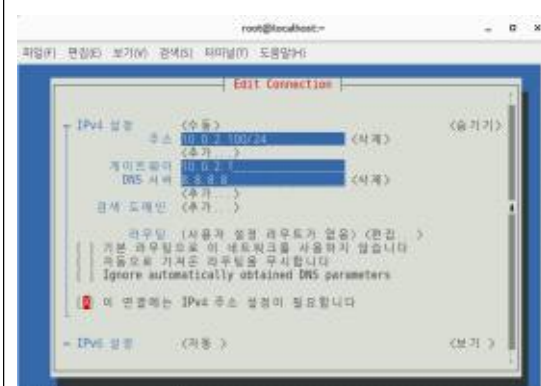 root@localhost:~
파일(F) 편집(E) 보기(V) 검색(S) 터미널(T) 도움말(H)
Edit Connection
IPv4 설정 <수동> <숨기기>
주소 10.0.2.100/24 <삭제>
<추가...>
게이트웨이 10.0.2.1
DNS 서버 8.8.8.8 <삭제>
<추가...>
검색 도메인 <추가...>
라우팅 (사용자 설정 라우트가 없음) <편집...>
[ ] 기본 라우팅으로 이 네트워크를 사용하지 않습니다
[ ] 자동으로 가져온 라우팅을 무시합니다
[ ] Ignore automatically obtained DNS parameters
[X] 이 연결에는 IPv4 주소 설정이 필요합니다
IPv6 설정 <자동> <보기>